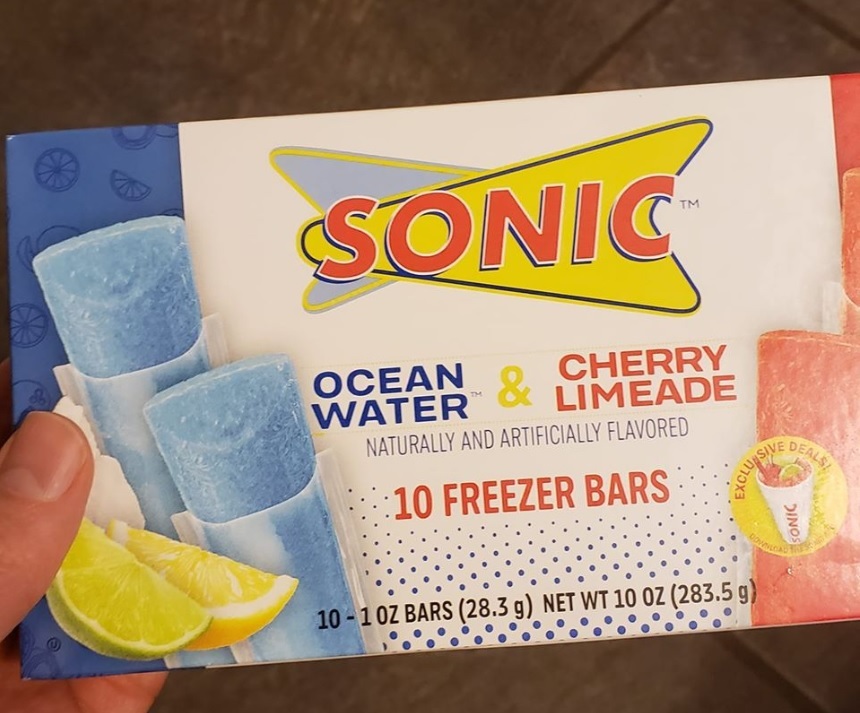 SONIC™
OCEAN
WATER™
&
CHERRY
LIMEADE
NATURALLY AND ARTIFICIALLY FLAVORED
10 FREEZER BARS
EXCLUSIVE DEALS!
SONIC
DOWNLOAD
10 - 1 OZ BARS (28.3 g) NET WT 10 OZ (283.5 g)